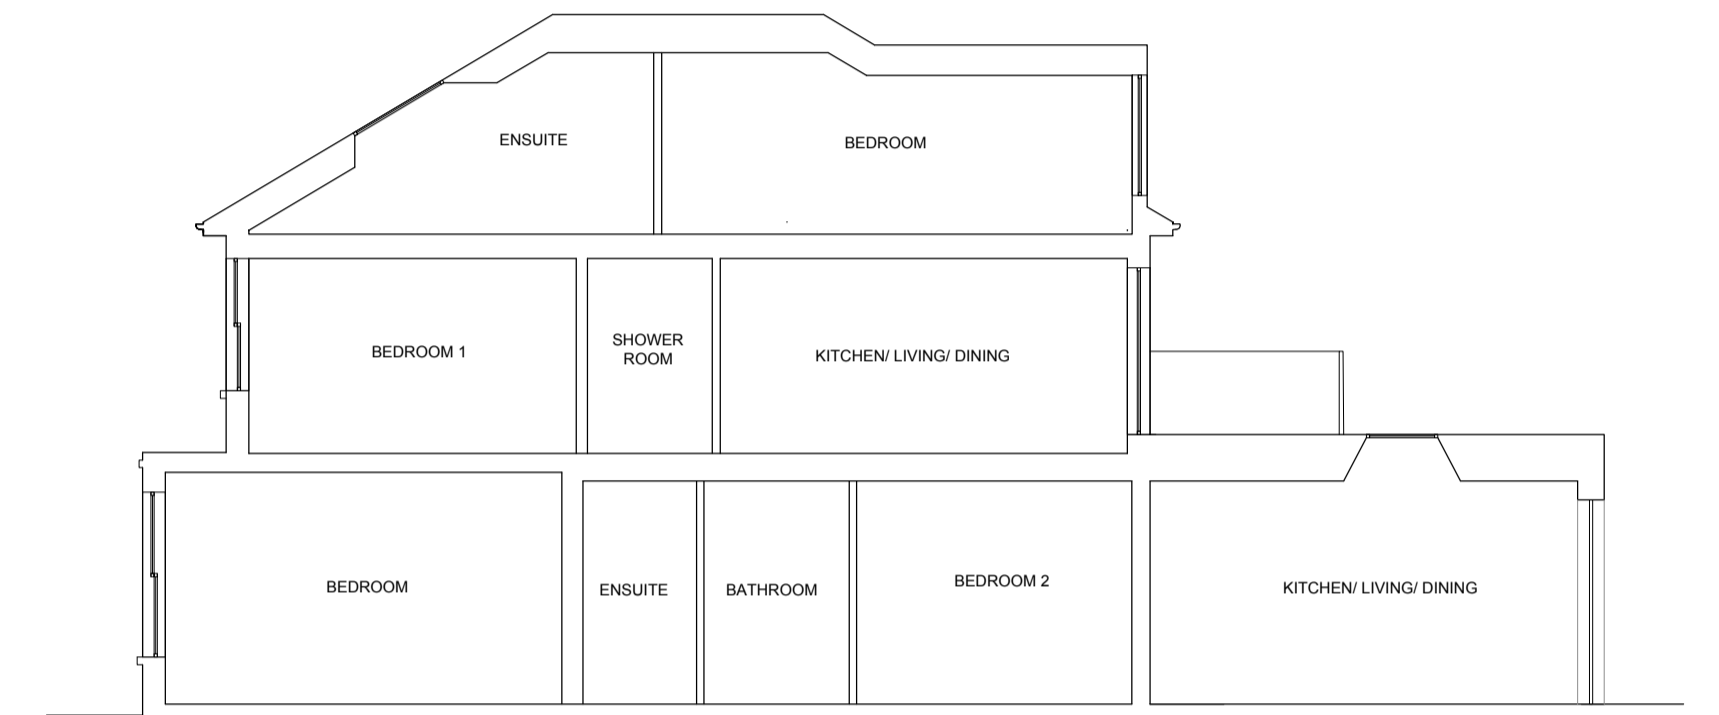 ENSUITE
BEDROOM
BEDROOM 1
SHOWER
ROOM
KITCHEN/ LIVING/ DINING
BEDROOM
ENSUITE
BATHROOM
BEDROOM 2
KITCHEN/ LIVING/ DINING